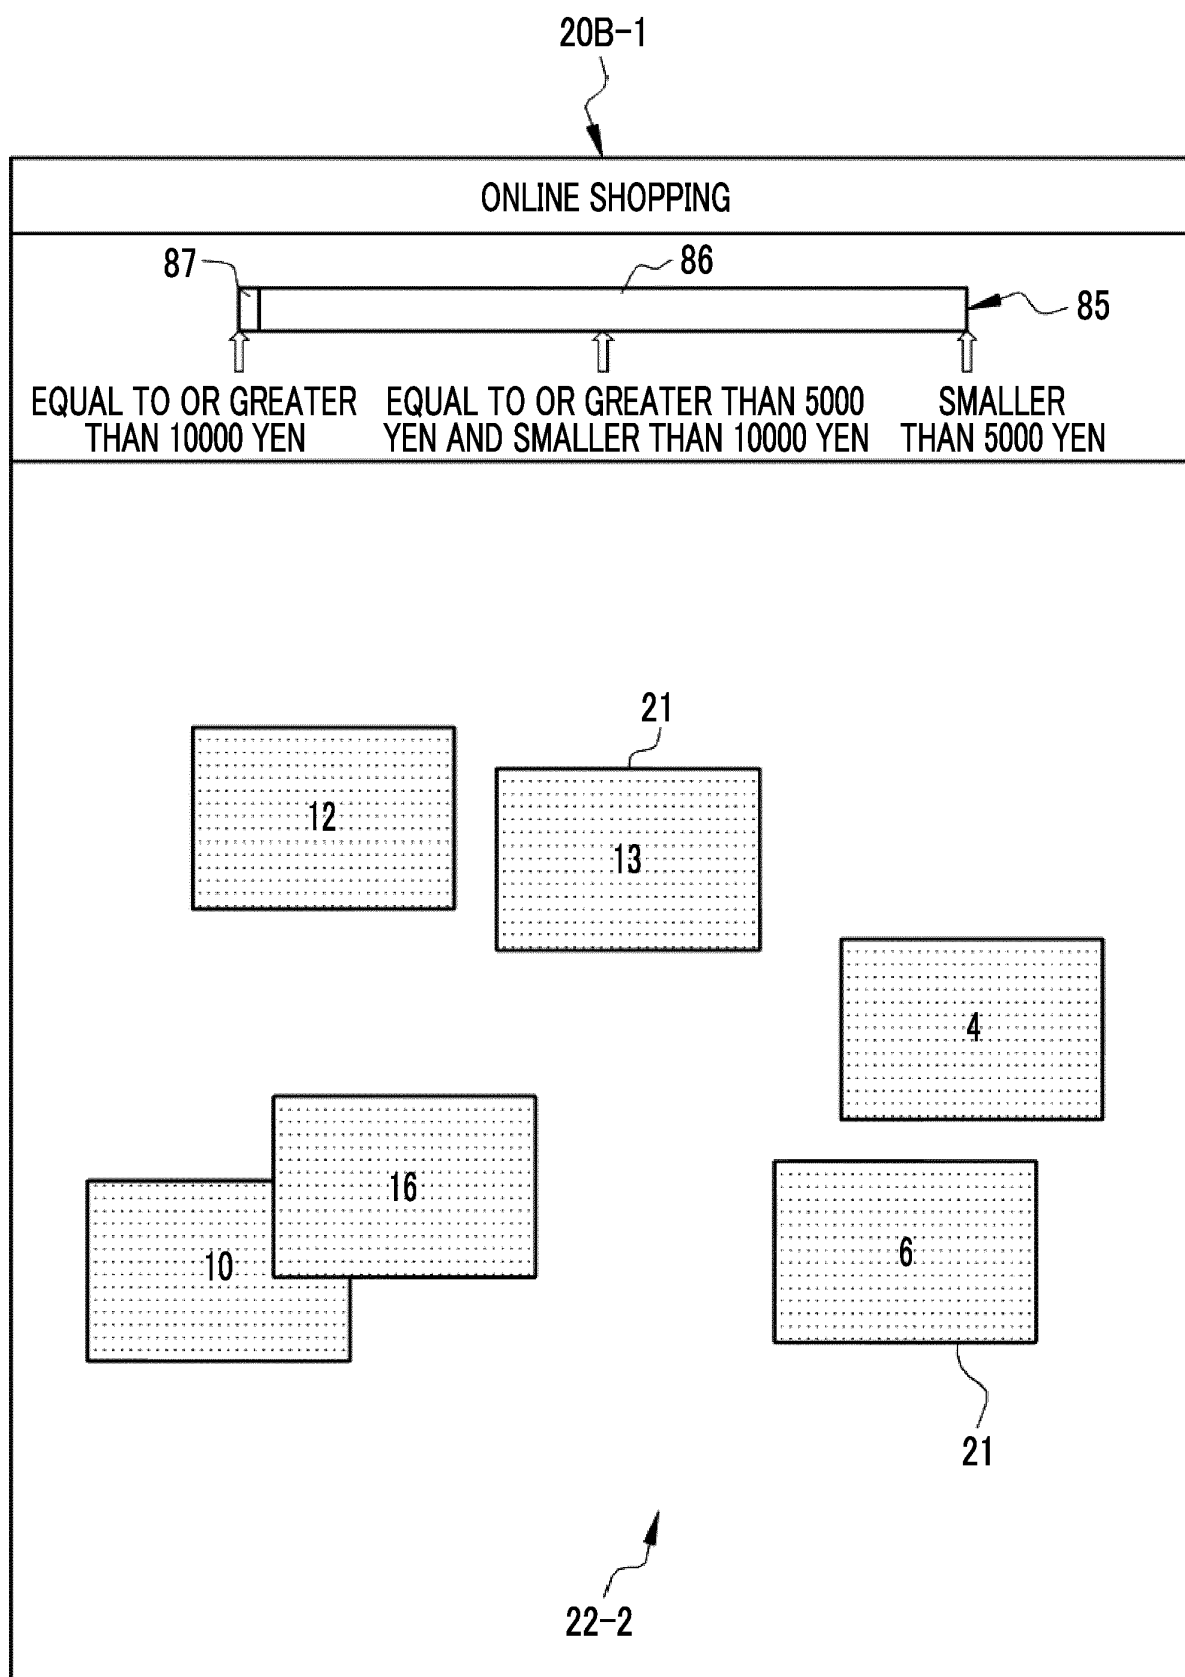 20B-1
ONLINE SHOPPING
87
86
85
EQUAL TO OR GREATER
THAN 10000 YEN
EQUAL TO OR GREATER THAN 5000
YEN AND SMALLER THAN 10000 YEN
SMALLER
THAN 5000 YEN
21
12
13
4
16
10
6
21
22-2